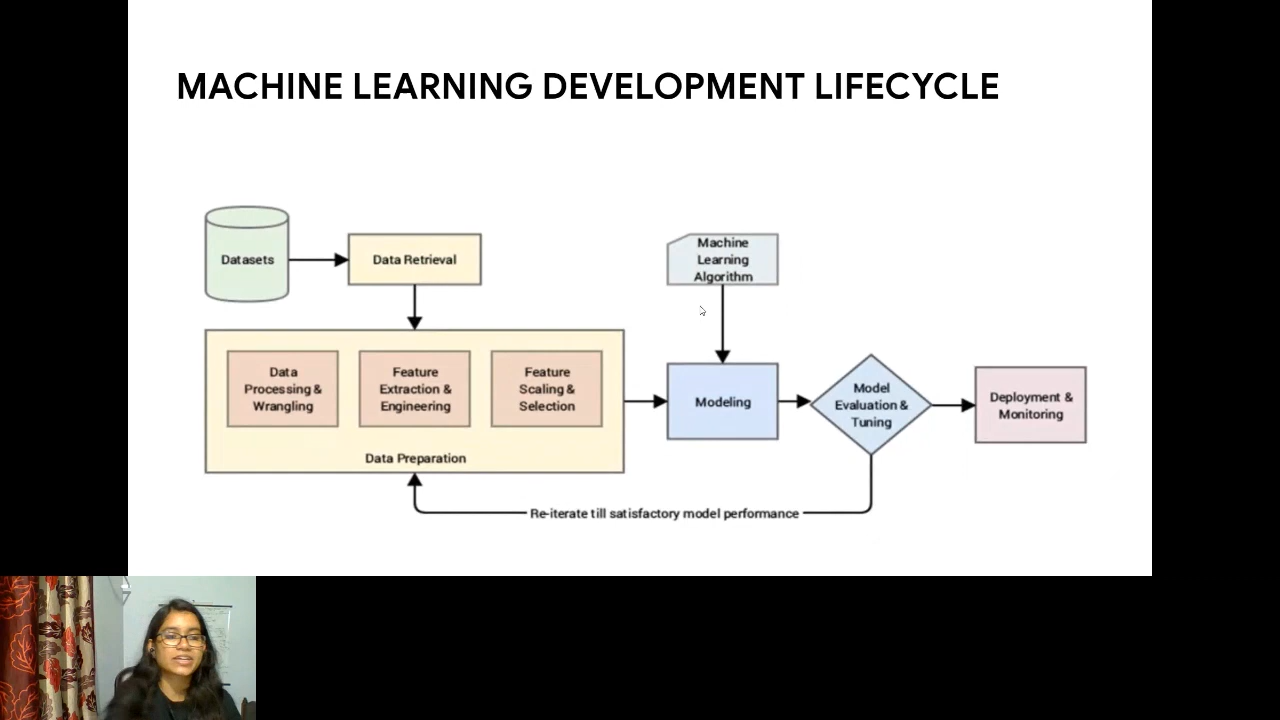 MACHINE LEARNING DEVELOPMENT LIFECYCLE
Datasets
Data Retrieval
Machine
Learning
Algorithm
Data
Processing &
Wrangling
Feature
Extraction &
Engineering
Feature
Scaling &
Selection
Data Preparation
Modeling
Model
Evaluation &
Tuning
Deployment &
Monitoring
Re-iterate till satisfactory model performance